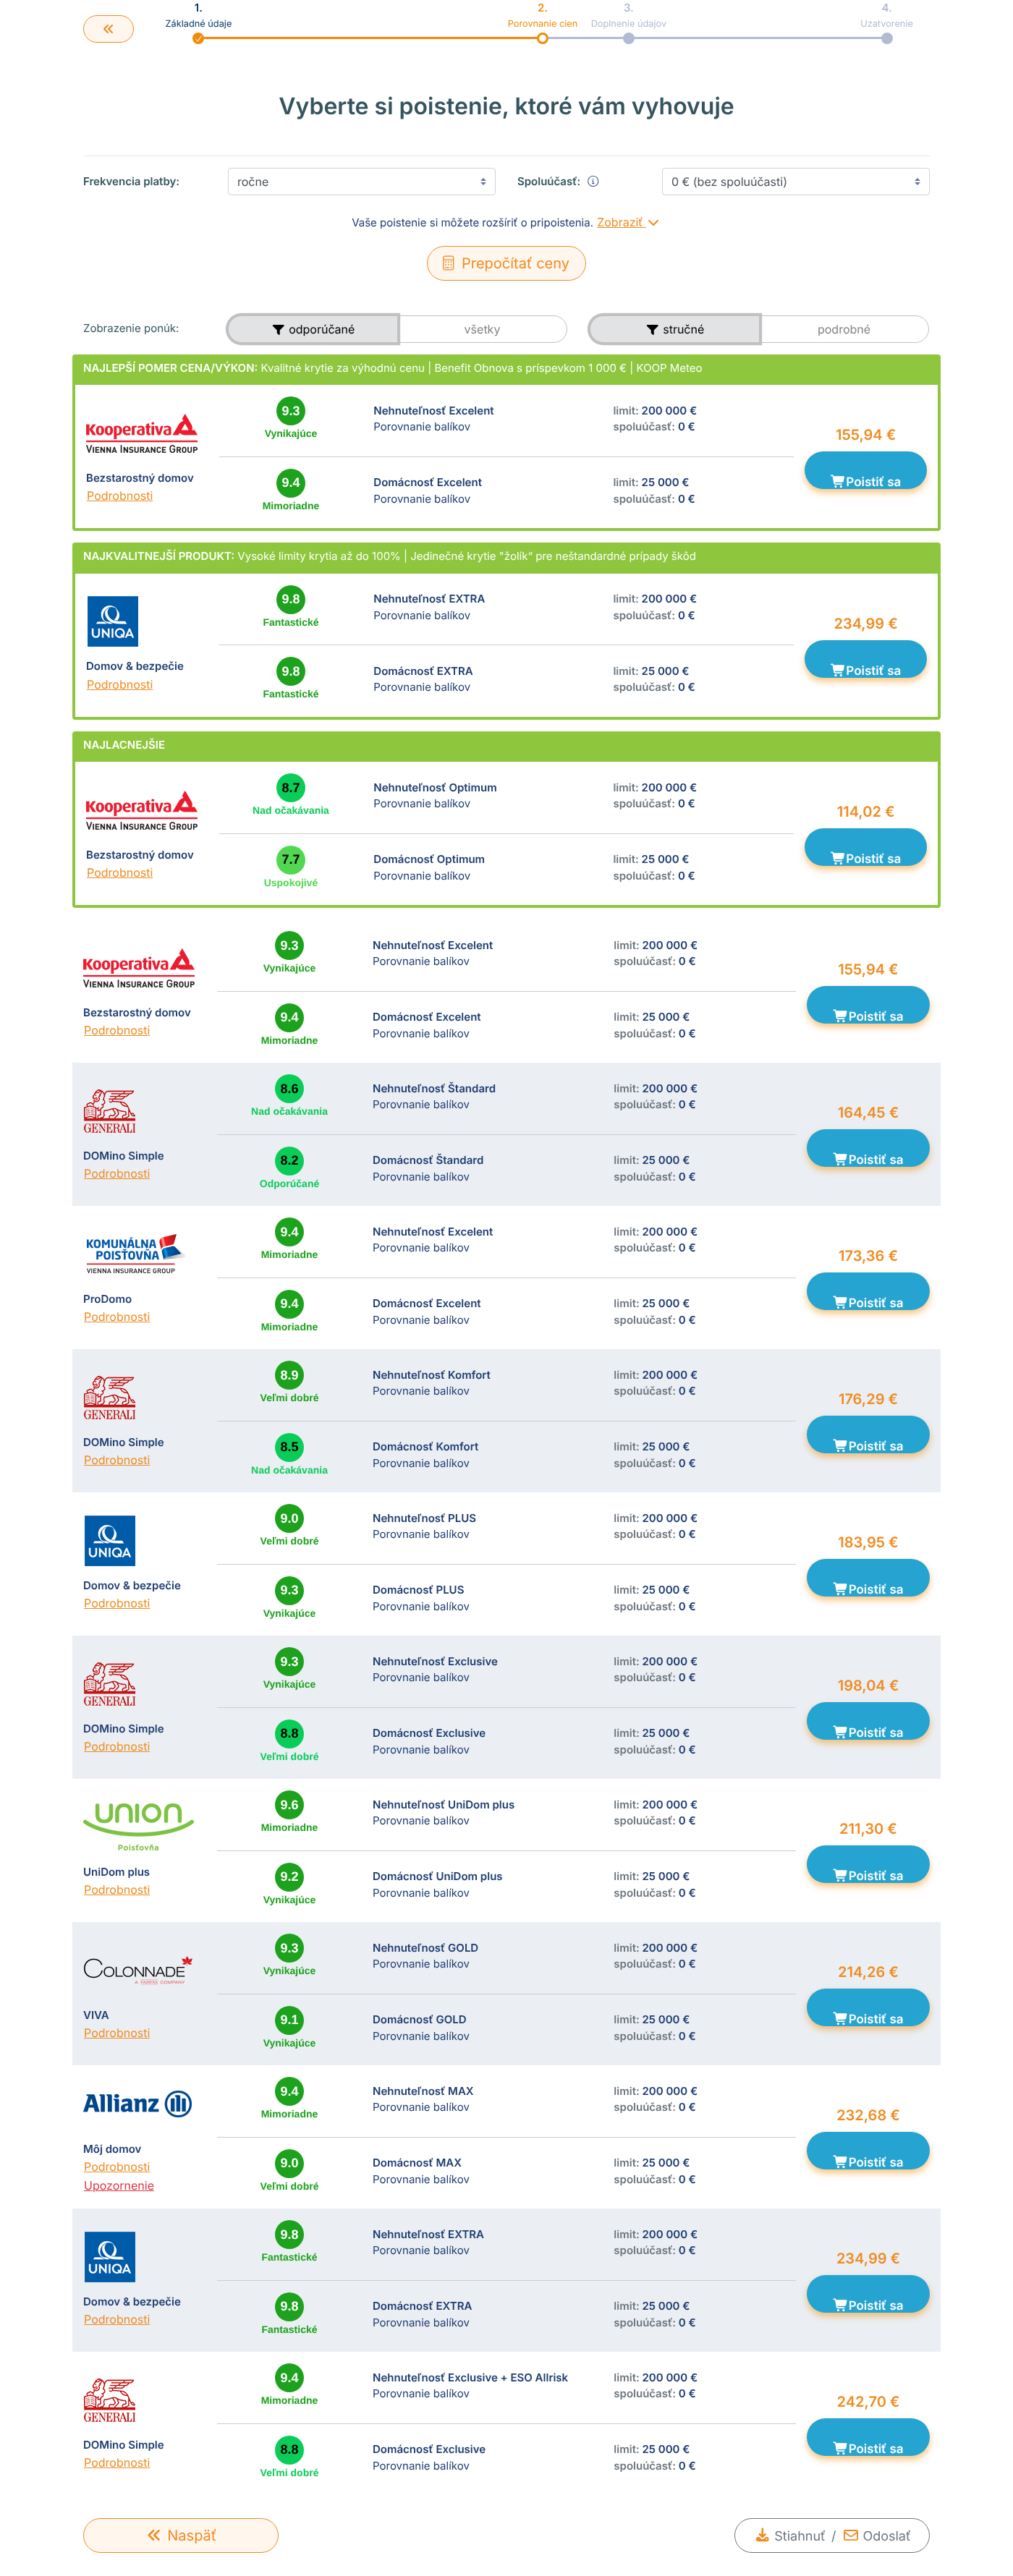 1.
2.
3.
4.
Základné údaje
Porovnanie cien
Doplnenie údajov
Uzatvorenie
Vyberte si poistenie, ktoré vám vyhovuje
Frekvencia platby:
ročne
Spoluúčasť:
0 € (bez spoluúčasti)
Vaše poistenie si môžete rozšíriť o pripoistenia. Zobraziť
Prepočítať ceny
Zobrazenie ponúk:
odporúčané
všetky
stručné
podrobné
NAJLEPŠÍ POMER CENA/VÝKON: Kvalitné krytie za výhodnú cenu | Benefit Obnova s príspevkom 1 000 € | KOOP Meteo
Kooperativa
VIENNA INSURANCE GROUP
Bezstarostný domov
Podrobnosti
9.3
Vynikajúce
Nehnuteľnosť Excelent
Porovnanie balíkov
limit: 200 000 €
spoluúčasť: 0 €
9.4
Mimoriadne
Domácnosť Excelent
Porovnanie balíkov
limit: 25 000 €
spoluúčasť: 0 €
155,94 €
Poistiť sa
NAJKVALITNEJŠÍ PRODUKT: Vysoké limity krytia až do 100% | Jedinečné krytie "žolík" pre neštandardné prípady škôd
UNIQA
Domov & bezpečie
Podrobnosti
9.8
Fantastické
Nehnuteľnosť EXTRA
Porovnanie balíkov
limit: 200 000 €
spoluúčasť: 0 €
9.8
Fantastické
Domácnosť EXTRA
Porovnanie balíkov
limit: 25 000 €
spoluúčasť: 0 €
234,99 €
Poistiť sa
NAJLACNEJŠIE
Kooperativa
VIENNA INSURANCE GROUP
Bezstarostný domov
Podrobnosti
8.7
Nad očakávania
Nehnuteľnosť Optimum
Porovnanie balíkov
limit: 200 000 €
spoluúčasť: 0 €
7.7
Uspokojivé
Domácnosť Optimum
Porovnanie balíkov
limit: 25 000 €
spoluúčasť: 0 €
114,02 €
Poistiť sa
Kooperativa
VIENNA INSURANCE GROUP
Bezstarostný domov
Podrobnosti
9.3
Vynikajúce
Nehnuteľnosť Excelent
Porovnanie balíkov
limit: 200 000 €
spoluúčasť: 0 €
9.4
Mimoriadne
Domácnosť Excelent
Porovnanie balíkov
limit: 25 000 €
spoluúčasť: 0 €
155,94 €
Poistiť sa
GENERALI
DOMino Simple
Podrobnosti
8.6
Nad očakávania
Nehnuteľnosť Štandard
Porovnanie balíkov
limit: 200 000 €
spoluúčasť: 0 €
8.2
Odporúčané
Domácnosť Štandard
Porovnanie balíkov
limit: 25 000 €
spoluúčasť: 0 €
164,45 €
Poistiť sa
KOMUNÁLNA
POISŤOVŇA
VIENNA INSURANCE GROUP
ProDomo
Podrobnosti
9.4
Mimoriadne
Nehnuteľnosť Excelent
Porovnanie balíkov
limit: 200 000 €
spoluúčasť: 0 €
9.4
Mimoriadne
Domácnosť Excelent
Porovnanie balíkov
limit: 25 000 €
spoluúčasť: 0 €
173,36 €
Poistiť sa
GENERALI
DOMino Simple
Podrobnosti
8.9
Veľmi dobré
Nehnuteľnosť Komfort
Porovnanie balíkov
limit: 200 000 €
spoluúčasť: 0 €
8.5
Nad očakávania
Domácnosť Komfort
Porovnanie balíkov
limit: 25 000 €
spoluúčasť: 0 €
176,29 €
Poistiť sa
UNIQA
Domov & bezpečie
Podrobnosti
9.0
Veľmi dobré
Nehnuteľnosť PLUS
Porovnanie balíkov
limit: 200 000 €
spoluúčasť: 0 €
9.3
Vynikajúce
Domácnosť PLUS
Porovnanie balíkov
limit: 25 000 €
spoluúčasť: 0 €
183,95 €
Poistiť sa
GENERALI
DOMino Simple
Podrobnosti
9.3
Vynikajúce
Nehnuteľnosť Exclusive
Porovnanie balíkov
limit: 200 000 €
spoluúčasť: 0 €
8.8
Veľmi dobré
Domácnosť Exclusive
Porovnanie balíkov
limit: 25 000 €
spoluúčasť: 0 €
198,04 €
Poistiť sa
union
Poisťovňa
UniDom plus
Podrobnosti
9.6
Mimoriadne
Nehnuteľnosť UniDom plus
Porovnanie balíkov
limit: 200 000 €
spoluúčasť: 0 €
9.2
Vynikajúce
Domácnosť UniDom plus
Porovnanie balíkov
limit: 25 000 €
spoluúčasť: 0 €
211,30 €
Poistiť sa
COLONNADE
A FAIRFAX COMPANY
VIVA
Podrobnosti
9.3
Vynikajúce
Nehnuteľnosť GOLD
Porovnanie balíkov
limit: 200 000 €
spoluúčasť: 0 €
9.1
Vynikajúce
Domácnosť GOLD
Porovnanie balíkov
limit: 25 000 €
spoluúčasť: 0 €
214,26 €
Poistiť sa
Allianz
Môj domov
Podrobnosti
Upozornenie
9.4
Mimoriadne
Nehnuteľnosť MAX
Porovnanie balíkov
limit: 200 000 €
spoluúčasť: 0 €
9.0
Veľmi dobré
Domácnosť MAX
Porovnanie balíkov
limit: 25 000 €
spoluúčasť: 0 €
232,68 €
Poistiť sa
UNIQA
Domov & bezpečie
Podrobnosti
9.8
Fantastické
Nehnuteľnosť EXTRA
Porovnanie balíkov
limit: 200 000 €
spoluúčasť: 0 €
9.8
Fantastické
Domácnosť EXTRA
Porovnanie balíkov
limit: 25 000 €
spoluúčasť: 0 €
234,99 €
Poistiť sa
GENERALI
DOMino Simple
Podrobnosti
9.4
Mimoriadne
Nehnuteľnosť Exclusive + ESO Allrisk
Porovnanie balíkov
limit: 200 000 €
spoluúčasť: 0 €
8.8
Veľmi dobré
Domácnosť Exclusive
Porovnanie balíkov
limit: 25 000 €
spoluúčasť: 0 €
242,70 €
Poistiť sa
Naspäť
Stiahnuť / Odoslať